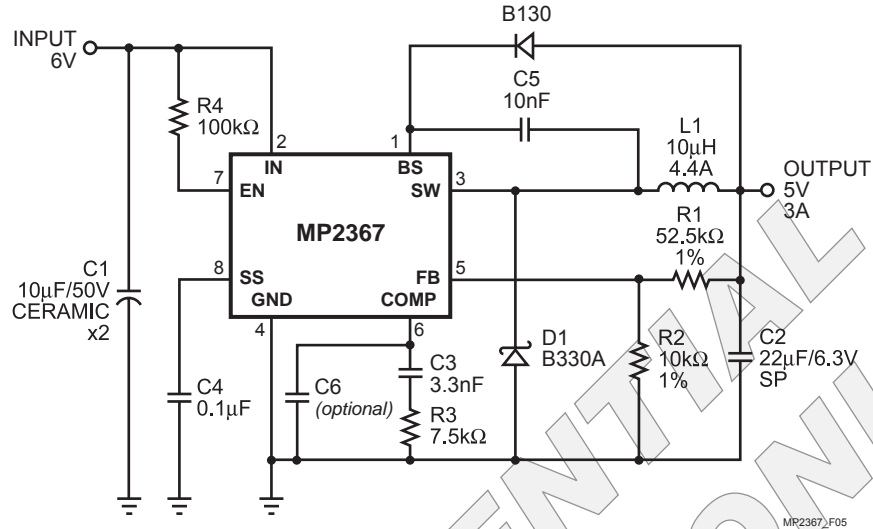 B130
INPUT
6V
C5
10nF
R4
100kΩ
L1
10μH
4.4A
2
1
IN
BS
OUTPUT
5V
3A
7
EN
SW
3
R1
52.5kΩ
1%
MP2367
C1
10μF/50V
CERAMIC
x2
8
SS
FB
5
GND
COMP
4
6
D1
B330A
R2
10kΩ
1%
C2
22μF/6.3V
SP
C3
3.3nF
C4
0.1μF
C6
(optional)
R3
7.5kΩ
MP2367_F05
ENTIAL
ONL